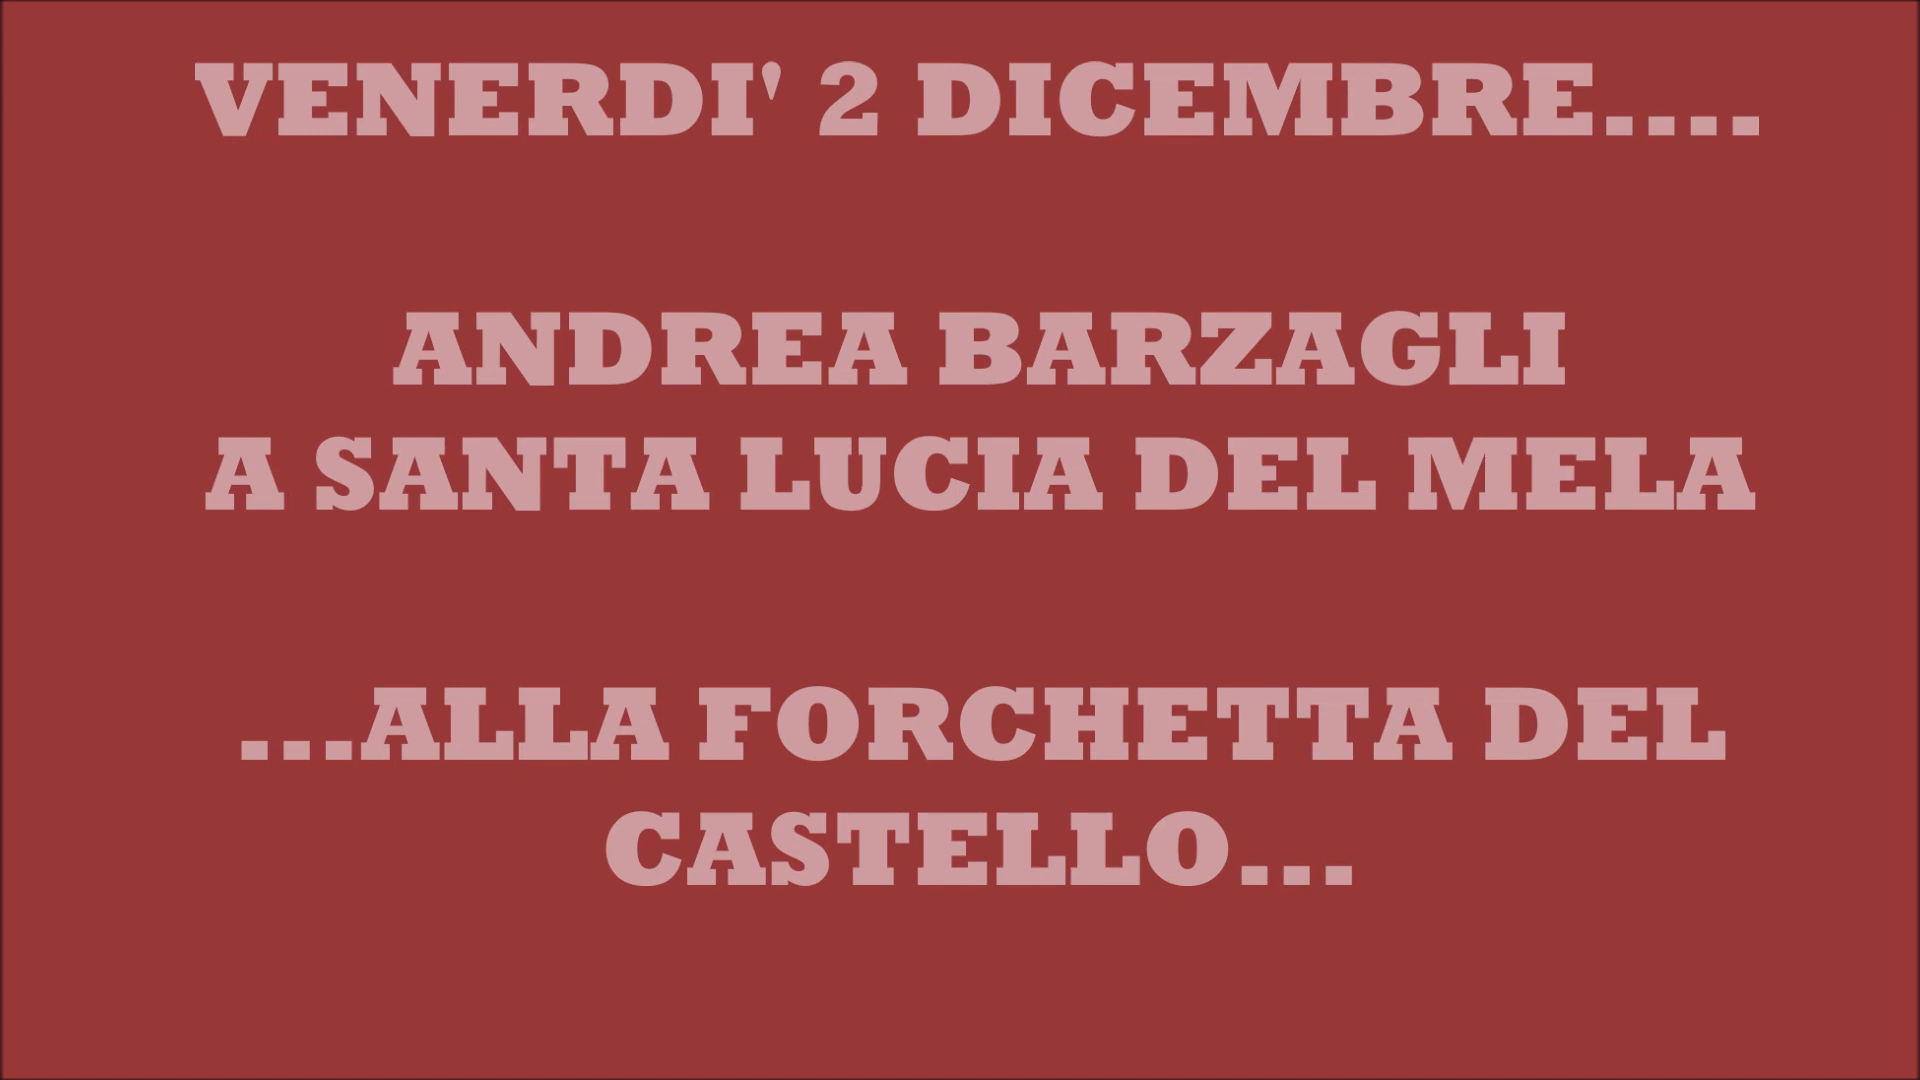 VENERDI' 2 DICEMBRE....
ANDREA BARZAGLI
A SANTA LUCIA DEL MELA
...ALLA FORCHETTA DEL
CASTELLO...